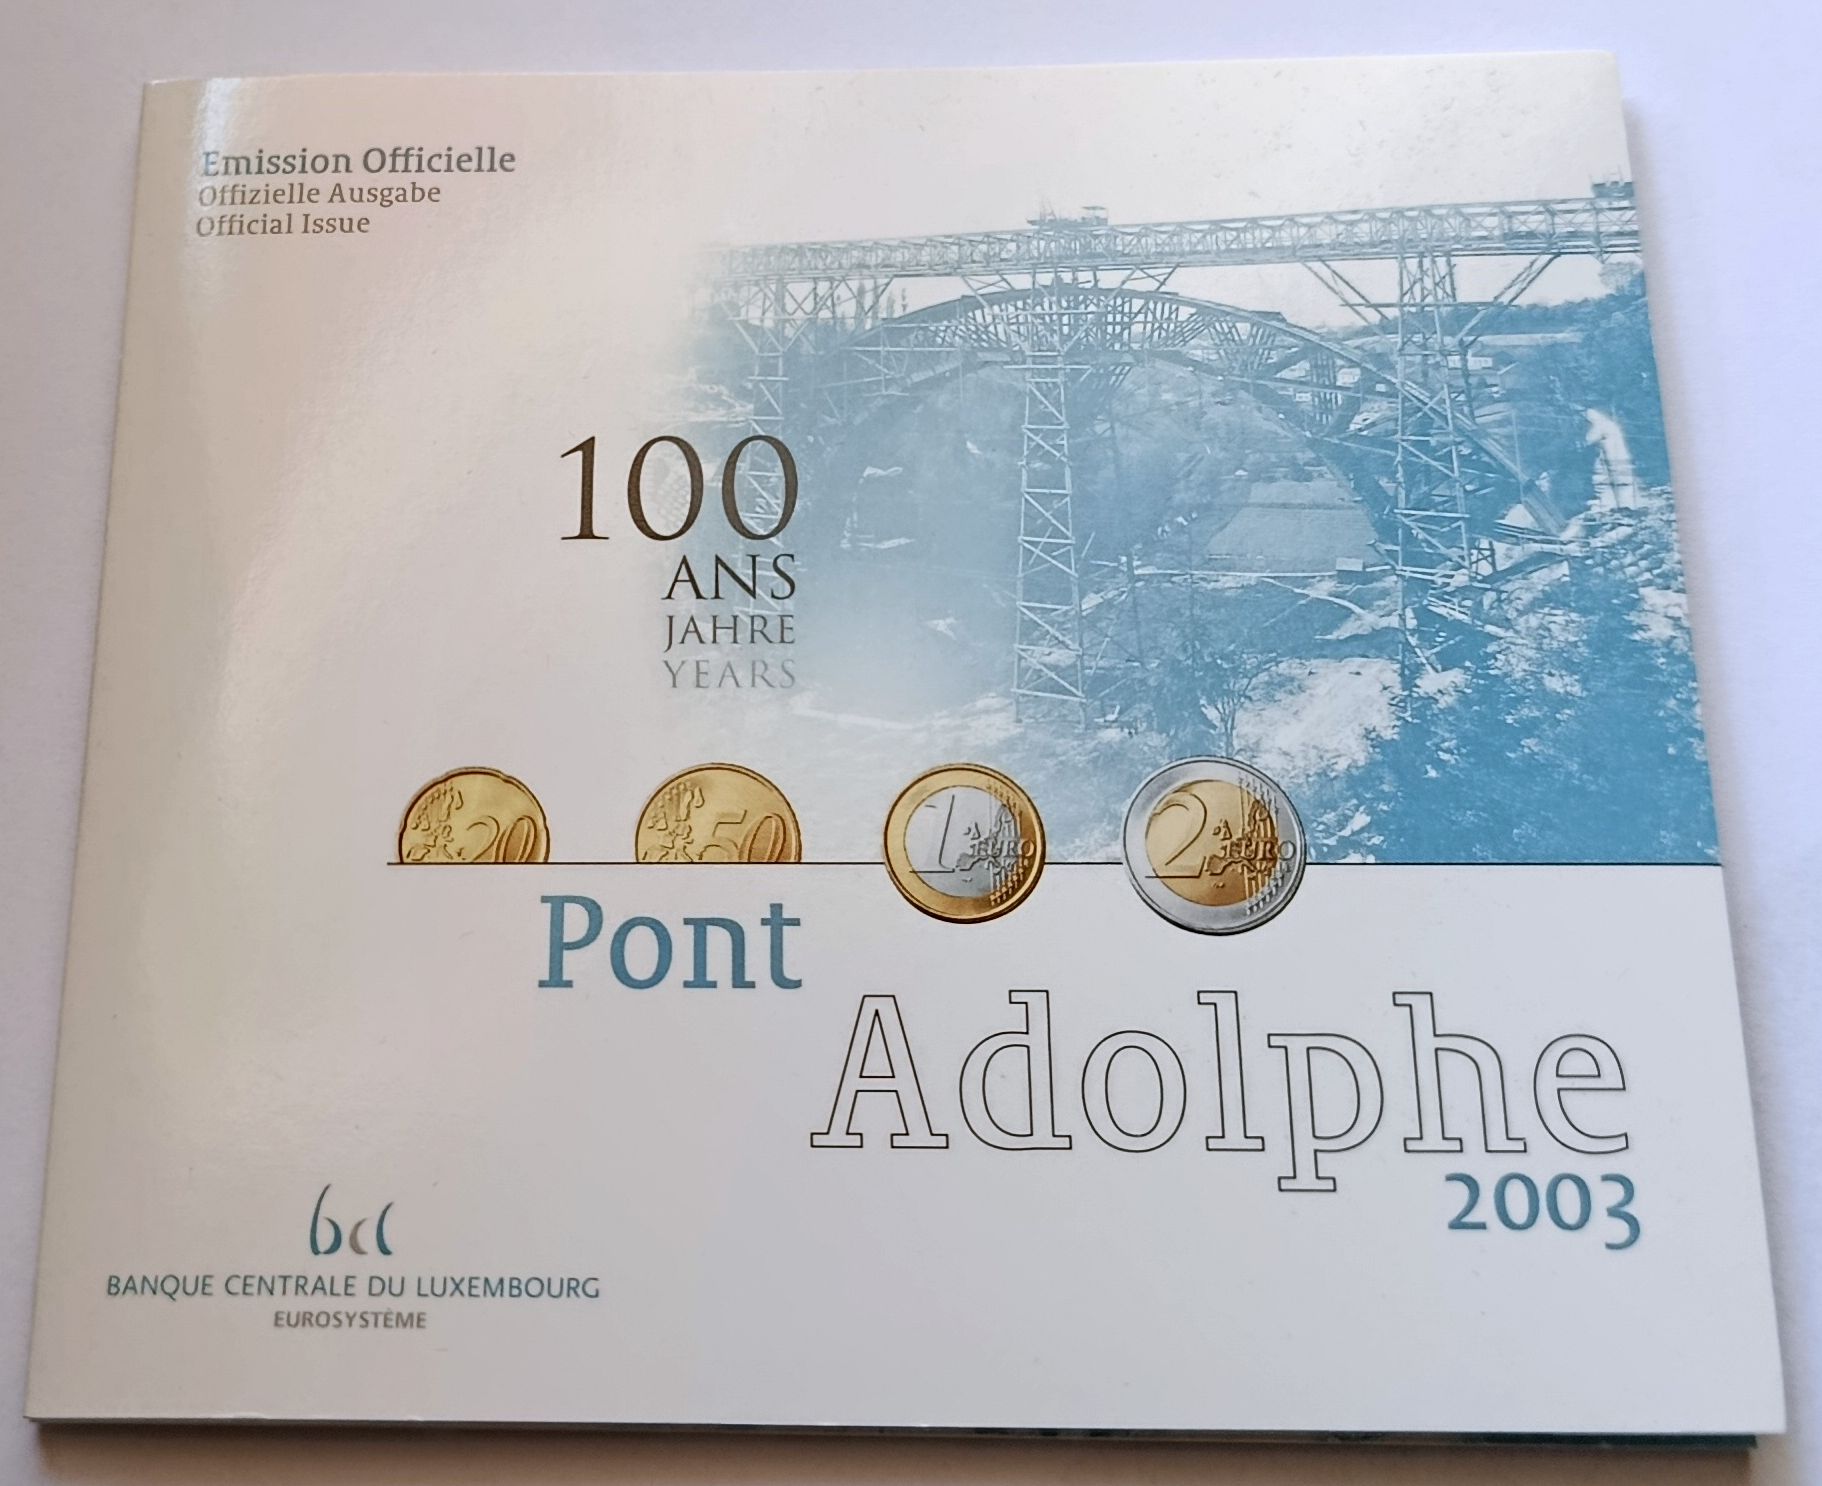 Emission Officielle
Offizielle Ausgabe
Official Issue
100
ANS
JAHRE
YEARS
20
50
1 EURO
2 EURO
Pont
Adolphe
2003
bcl
BANQUE CENTRALE DU LUXEMBOURG
EUROSYSTÈME